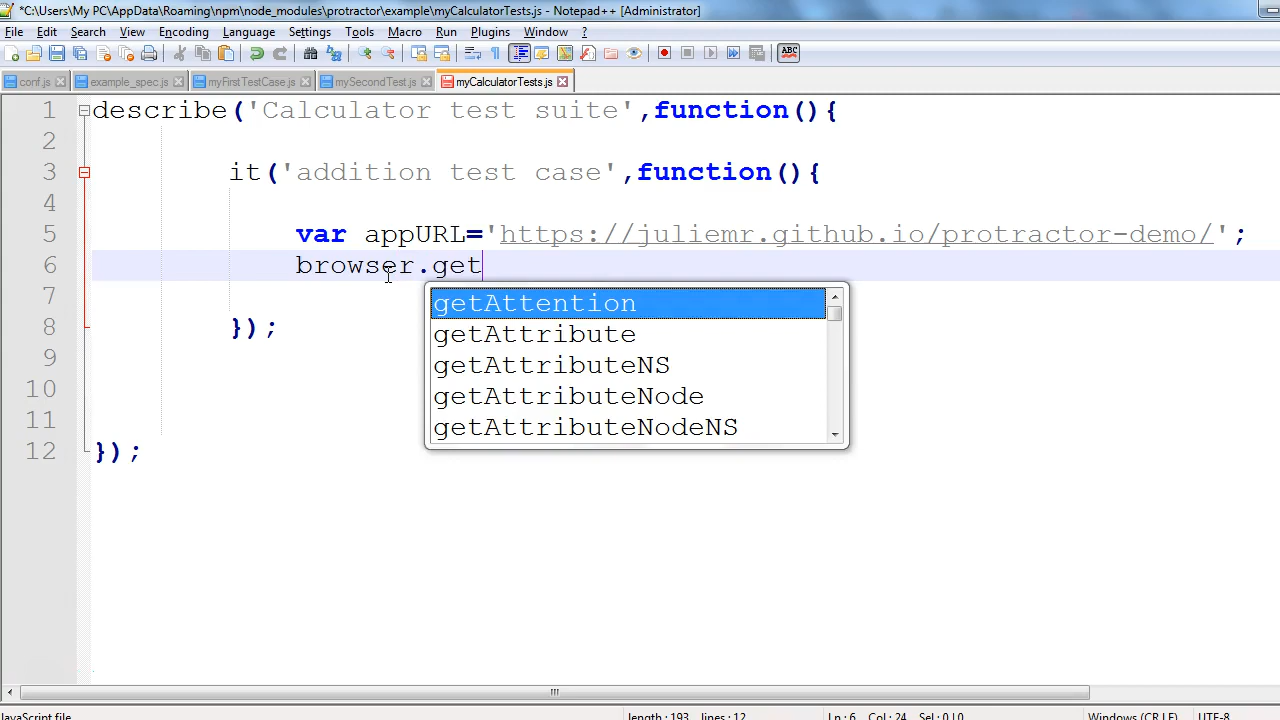 *C:\Users\My PC\AppData\Roaming\npm\node_modules\protractor\example\myCalculatorTests.js - Notepad++ [Administrator]
File Edit Search View Encoding Language Settings Tools Macro Run Plugins Window ?
ABC
conf.js example_spec.js myFirstTestCase.js mySecondTest.js myCalculatorTests.js
1 describe('Calculator test suite',function(){
2
3 it('addition test case',function(){
4
5 var appURL='https://juliemr.github.io/protractor-demo/';
6 browser.get
getAttention
7
getAttribute
8 });
getAttributeNS
9
getAttributeNode
10
getAttributeNodeNS
11
12 });
JavaScript file length : 193 lines : 12 Ln : 6 Col : 24 Sel : 0 | 0 Windows (CR LF) UTF-8